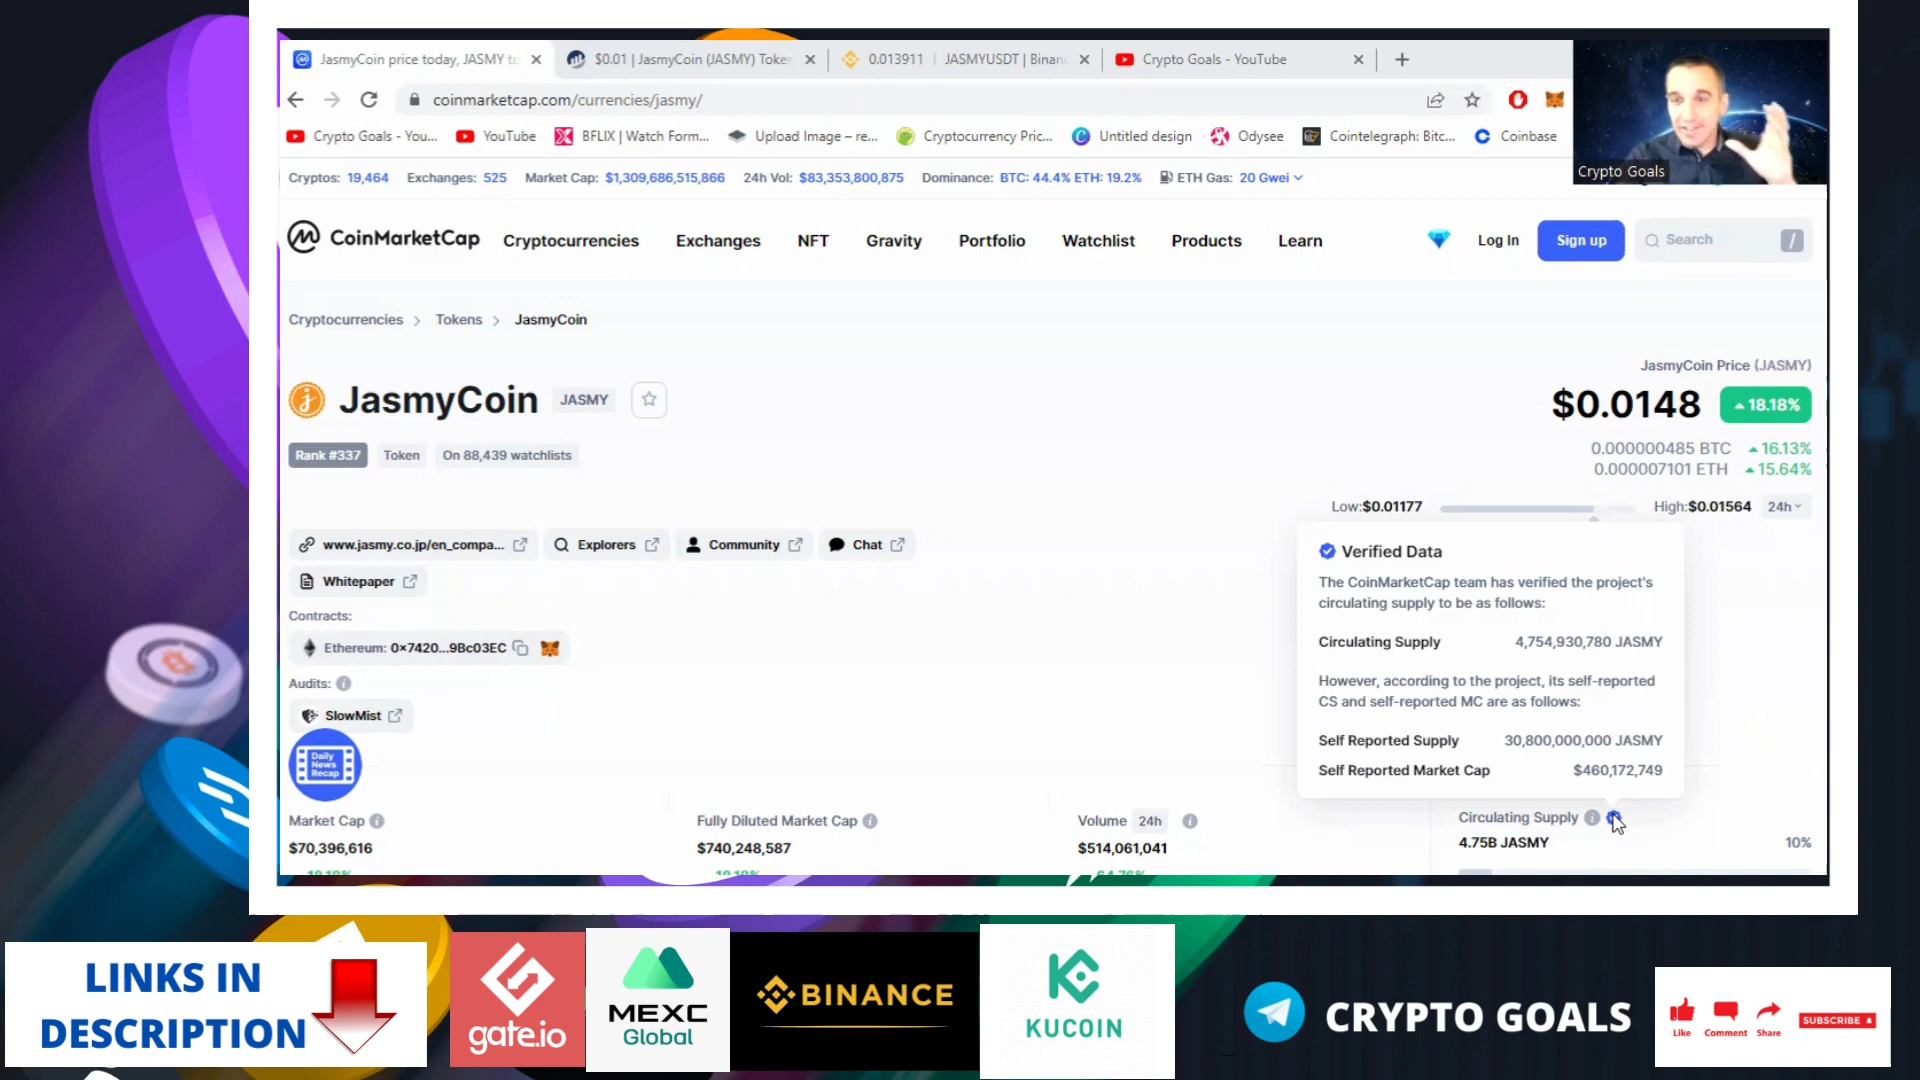 JasmyCoin price today, JASMY to
$0.01 | JasmyCoin (JASMY) Toke
0.013911 | JASMYUSDT | Binan
Crypto Goals - YouTube
coinmarketcap.com/currencies/jasmy/
Crypto Goals - You...
YouTube
BFLIX | Watch Form...
Upload Image – re...
Cryptocurrency Pric...
Untitled design
Odysee
Cointelegraph: Bitc...
Coinbase
Crypto Goals
Cryptos: 19,464 Exchanges: 525 Market Cap: $1,309,686,515,866 24h Vol: $83,353,800,875 Dominance: BTC: 44.4% ETH: 19.2% ETH Gas: 20 Gwei
CoinMarketCap Cryptocurrencies Exchanges NFT Gravity Portfolio Watchlist Products Learn Log In Sign up Search /
Cryptocurrencies > Tokens > JasmyCoin
JasmyCoin Price (JASMY)
JasmyCoin JASMY
$0.0148 18.18%
Rank #337 Token On 88,439 watchlists
0.000000485 BTC 16.13%
0.000007101 ETH 15.64%
Low:$0.01177 High:$0.01564 24h
www.jasmy.co.jp/en_compa... Explorers Community Chat
Whitepaper
Contracts:
Ethereum: 0×7420...9Bc03EC
Audits:
SlowMist
Daily
News
Recap
Verified Data
The CoinMarketCap team has verified the project's
circulating supply to be as follows:
Circulating Supply 4,754,930,780 JASMY
However, according to the project, its self-reported
CS and self-reported MC are as follows:
Self Reported Supply 30,800,000,000 JASMY
Self Reported Market Cap $460,172,749
Market Cap
$70,396,616
Fully Diluted Market Cap
$740,248,587
Volume 24h
$514,061,041
Circulating Supply
4.75B JASMY 10%
LINKS IN
DESCRIPTION
gate.io
MEXC
Global
BINANCE
KUCOIN
CRYPTO GOALS
Like Comment Share
SUBSCRIBE